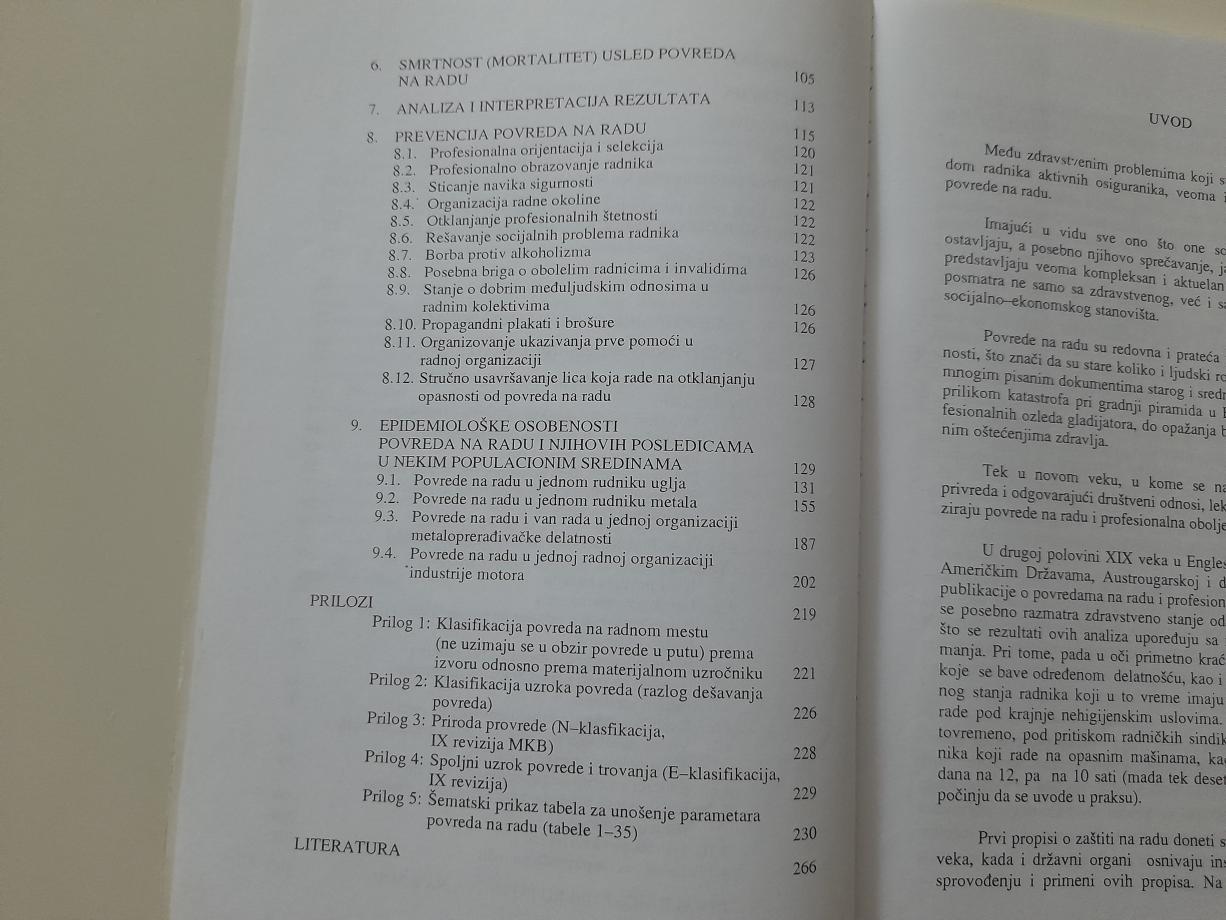 6. SMRTNOST (MORTALITET) USLED POVREDA
NA RADU 105
7. ANALIZA I INTERPRETACIJA REZULTATA 113
8. PREVENCIJA POVREDA NA RADU 115
8.1. Profesionalna orijentacija i selekcija 120
8.2. Profesionalno obrazovanje radnika 121
8.3. Sticanje navika sigurnosti 121
8.4. Organizacija radne okoline 122
8.5. Otklanjanje profesionalnih štetnosti 122
8.6. Rešavanje socijalnih problema radnika 122
8.7. Borba protiv alkoholizma 123
8.8. Posebna briga o obolelim radnicima i invalidima 126
8.9. Stanje o dobrim međuljudskim odnosima u
radnim kolektivima 126
8.10. Propagandni plakati i brošure 126
8.11. Organizovanje ukazivanja prve pomoći u
radnoj organizaciji 127
8.12. Stručno usavršavanje lica koja rade na otklanjanju
opasnosti od povreda na radu 128
9. EPIDEMIOLOŠKE OSOBENOSTI
POVREDA NA RADU I NJIHOVIH POSLEDICAMA
U NEKIM POPULACIONIM SREDINAMA 129
9.1. Povrede na radu u jednom rudniku uglja 131
9.2. Povrede na radu u jednom rudniku metala 155
9.3. Povrede na radu i van rada u jednoj organizaciji
metaloprerađivačke delatnosti 187
9.4. Povrede na radu u jednoj radnoj organizaciji
industrije motora 202
PRILOZI 219
Prilog 1: Klasifikacija povreda na radnom mestu
(ne uzimaju se u obzir povrede u putu) prema
izvoru odnosno prema materijalnom uzročniku 221
Prilog 2: Klasifikacija uzroka povreda (razlog dešavanja
povreda) 226
Prilog 3: Priroda provrede (N–klasfikacija,
IX revizija MKB) 228
Prilog 4: Spoljni uzrok povrede i trovanja (E–klasifikacija,
IX revizija) 229
Prilog 5: Šematski prikaz tabela za unošenje parametara
povreda na radu (tabele 1–35) 230
LITERATURA 266
UVOD
Među zdravstvenim problemima koji
dom radnika aktivnih osiguranika, veoma
povrede na radu.
Imajući u vidu sve ono što one
ostavljaju, a posebno njihovo sprečavanje,
predstavljaju veoma kompleksan i aktuelan
posmatra ne samo sa zdravstvenog, već i
socijalno–ekonomskog stanovišta.
Povrede na radu su redovna i prateća
nosti, što znači da su stare koliko i ljudski
mnogim pisanim dokumentima starog i
prilikom katastrofa pri gradnji piramida u
fesionalnih ozleda gladijatora, do opažanja
nim oštećenjima zdravlja.
Tek u novom veku, u kome se
privreda i odgovarajući društveni odnosi,
ziraju povrede na radu i profesionalna
U drugoj polovini XIX veka u
Američkim Državama, Austrougarskoj i
publikacije o povredama na radu i
se posebno razmatra zdravstveno stanje
što se rezultati ovih analiza upoređuju sa
manja. Pri tome, pada u oči primetno
koje se bave određenom delatnošću, kao i
nog stanja radnika koji u to vreme imaju
rade pod krajnje nehigijenskim uslovima.
tovremeno, pod pritiskom radničkih
nika koji rade na opasnim mašinama,
dana na 12, pa na 10 sati (mada tek
počinju da se uvode u praksu).
Prvi propisi o zaštiti na radu doneti
veka, kada i državni organi osnivaju
sprovođenju i primeni ovih propisa. Na